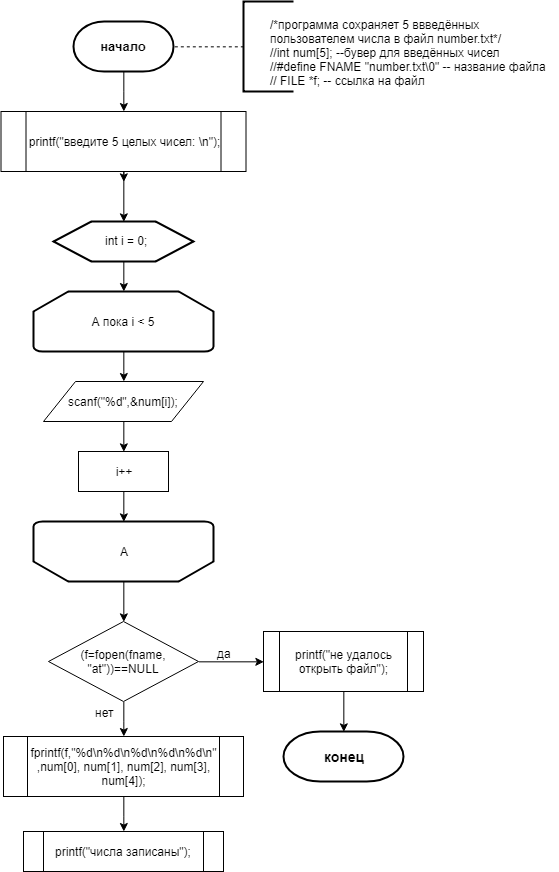 начало
/*программа сохраняет 5 ввведённых
пользователем числа в файл number.txt*/
//int num[5]; --бувер для введённых чисел
//#define FNAME "number.txt\0" -- название файла
// FILE *f; -- ссылка на файл
printf("введите 5 целых чисел: \n");
int i = 0;
А пока i < 5
scanf("%d",&num[i]);
i++
А
(f=fopen(fname,
"at"))==NULL
да
printf("не удалось
открыть файл");
нет
конец
fprintf(f,"%d\n%d\n%d\n%d\n%d\n"
,num[0], num[1], num[2], num[3],
num[4]);
printf("числа записаны");